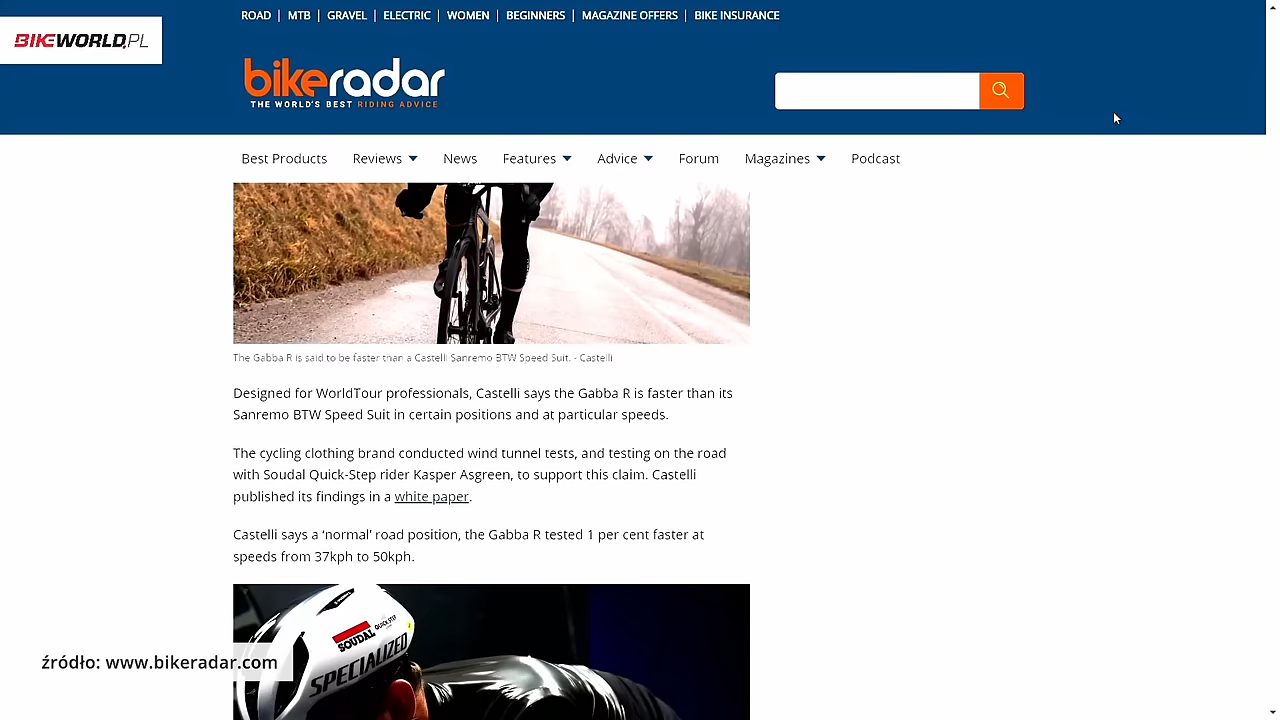 ROAD | MTB | GRAVEL | ELECTRIC | WOMEN | BEGINNERS | MAGAZINE OFFERS | BIKE INSURANCE
BIKEWORLD.PL
bikeradar
THE WORLD'S BEST RIDING ADVICE
Best Products Reviews News Features Advice Forum Magazines Podcast
The Gabba R is said to be faster than a Castelli Sanremo BTW Speed Suit. - Castelli
Designed for WorldTour professionals, Castelli says the Gabba R is faster than its
Sanremo BTW Speed Suit in certain positions and at particular speeds.
The cycling clothing brand conducted wind tunnel tests, and testing on the road
with Soudal Quick-Step rider Kasper Asgreen, to support this claim. Castelli
published its findings in a white paper.
Castelli says a ‘normal’ road position, the Gabba R tested 1 per cent faster at
speeds from 37kph to 50kph.
SOUDAL
QUICK-STEP
SPECIALIZED
źródło: www.bikeradar.com